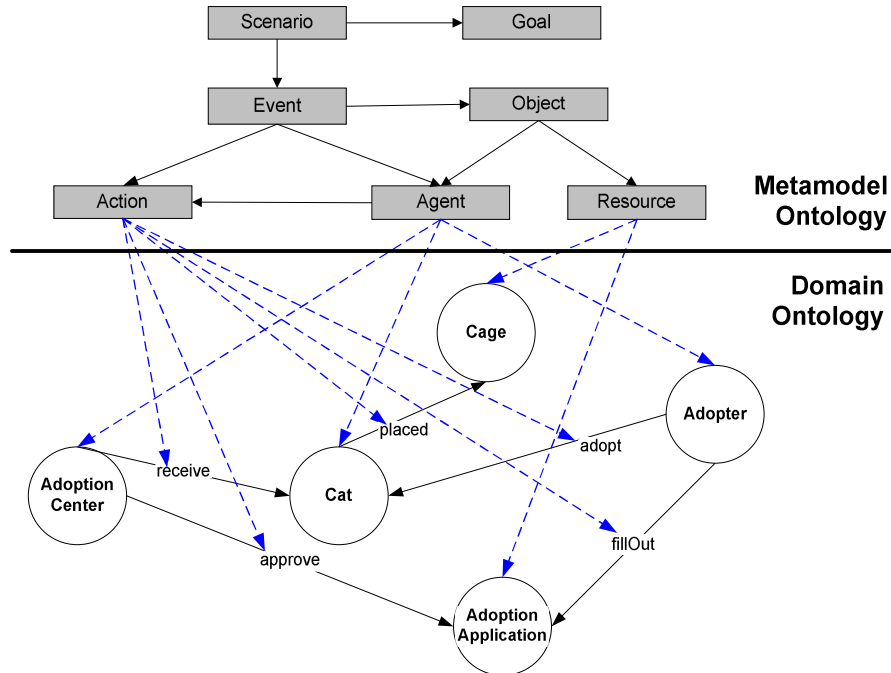 Scenario
Goal
Event
Object
Action
Agent
Resource
Metamodel
Ontology
Domain
Ontology
Cage
Adopter
placed
adopt
receive
Adoption
Center
Cat
approve
fillOut
Adoption
Application